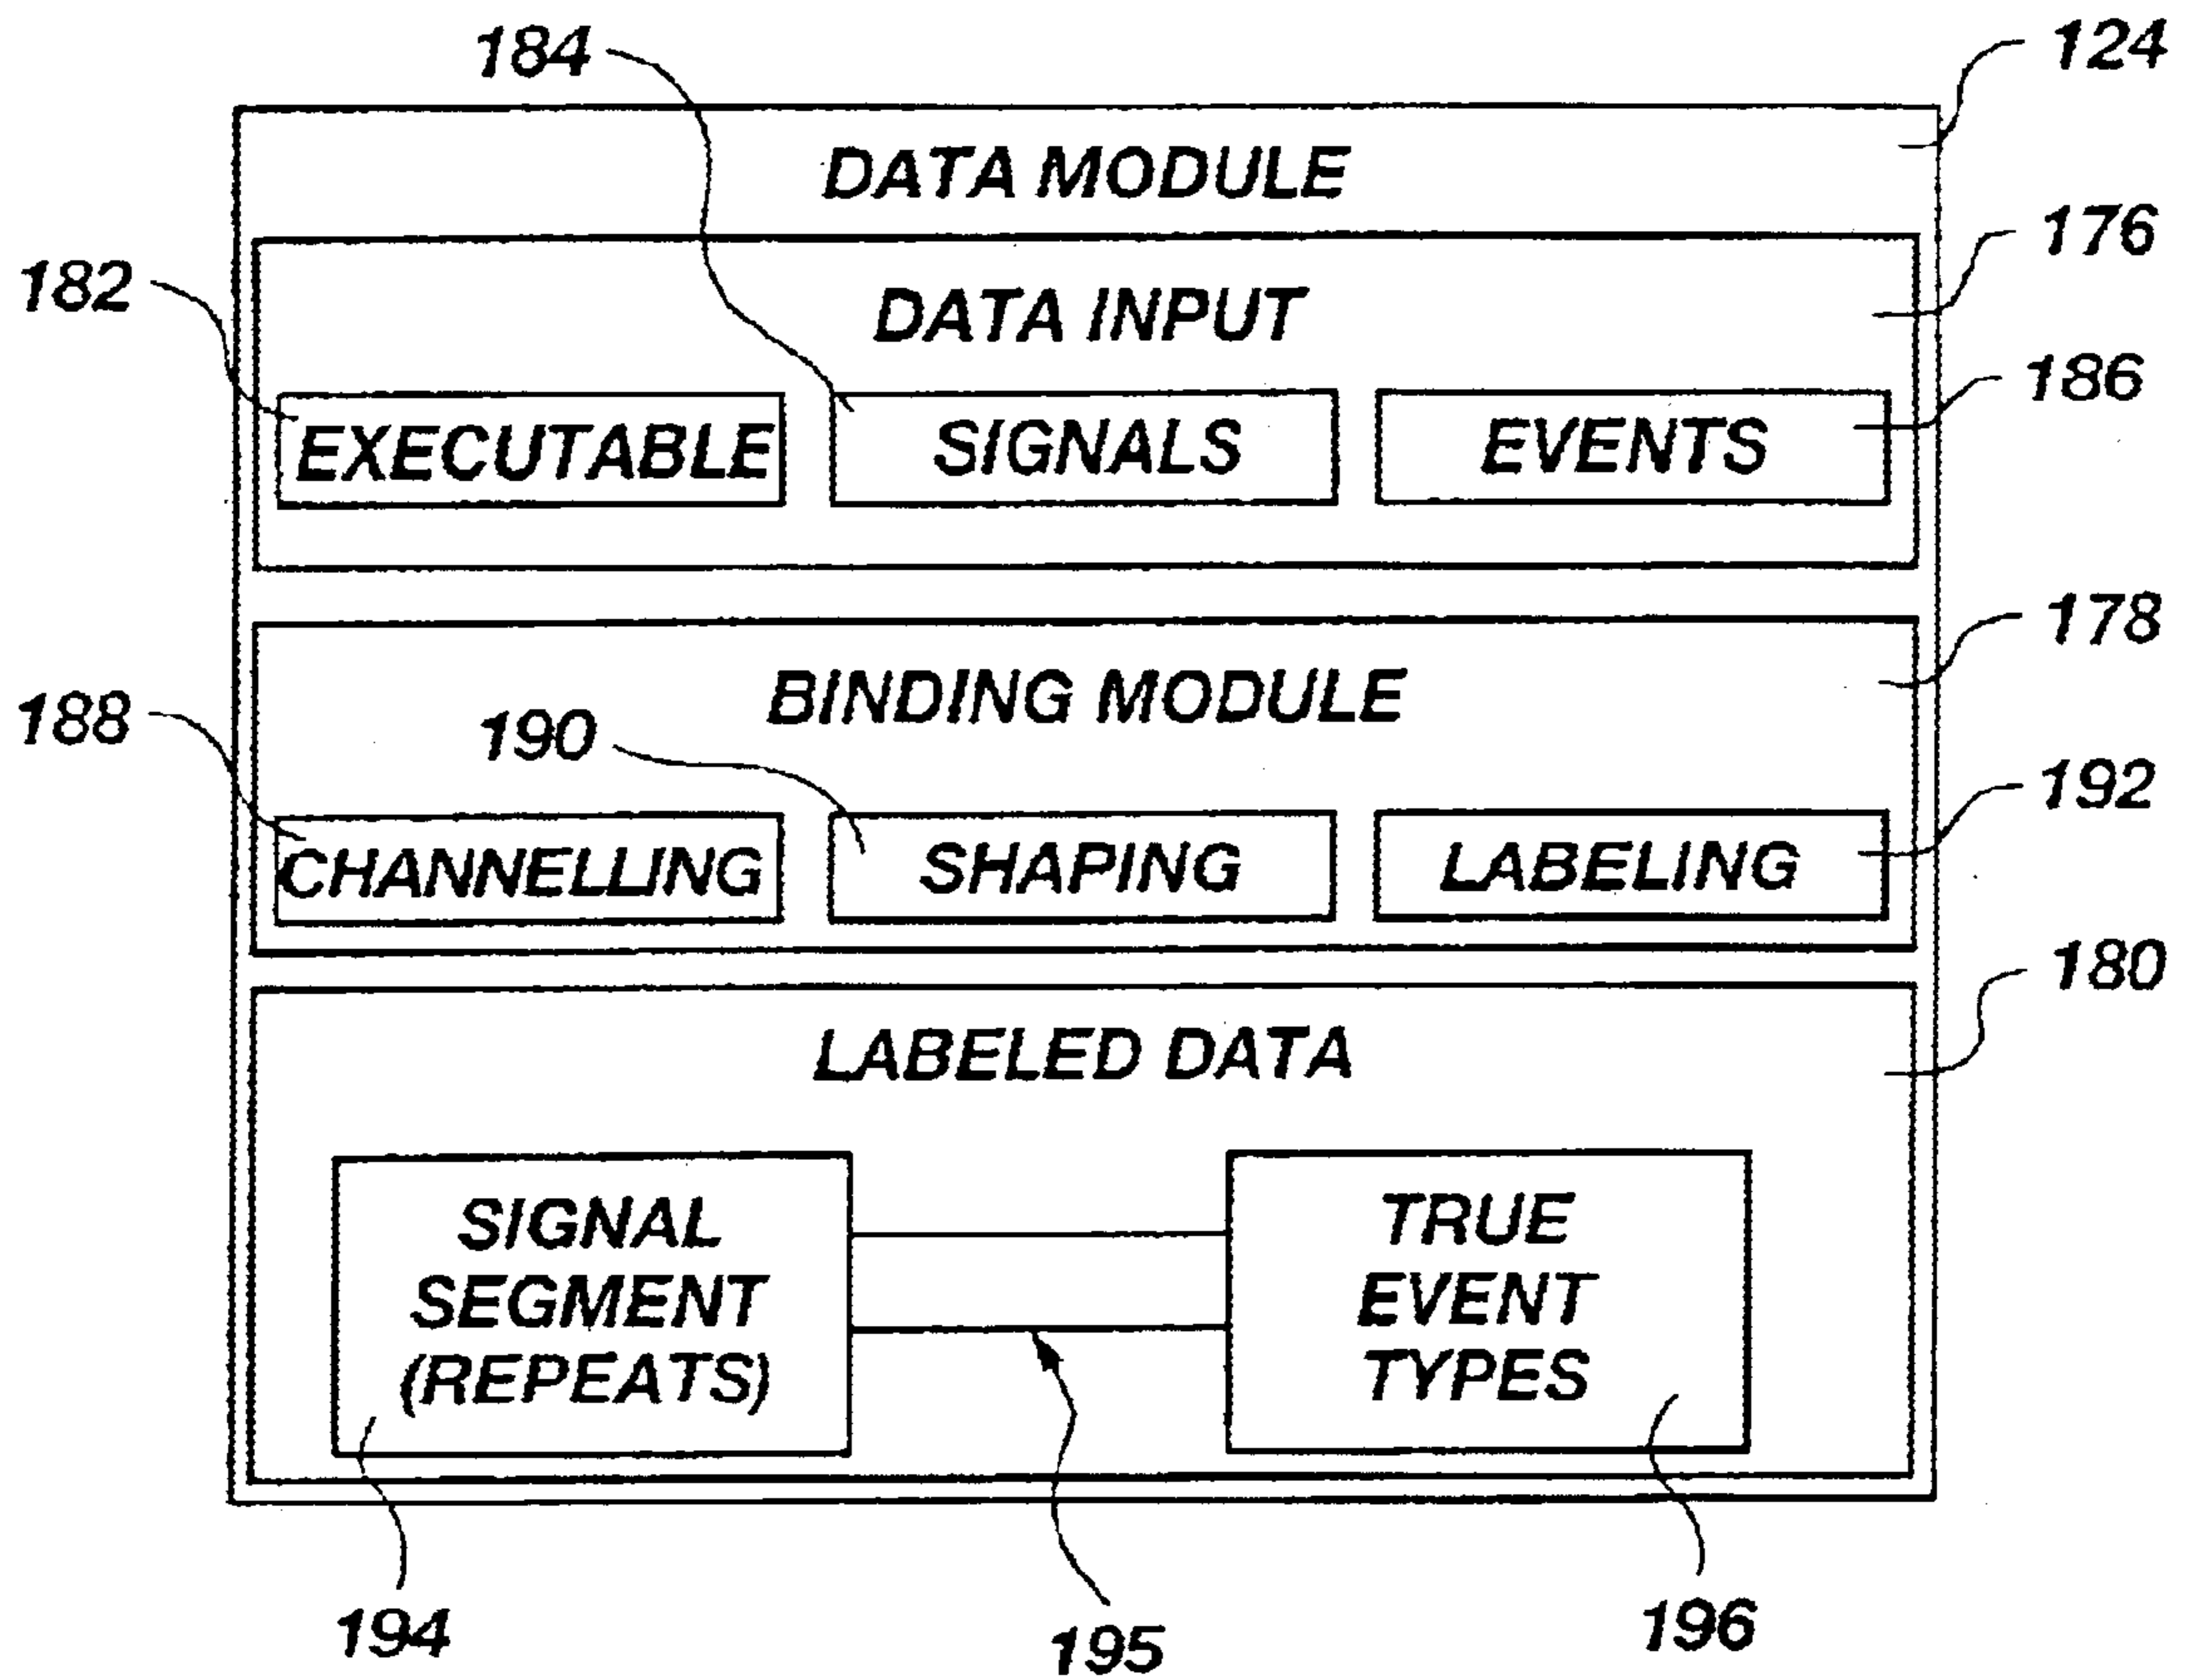 184
124
DATA MODULE
176
182
DATA INPUT
186
EXECUTABLE
SIGNALS
EVENTS
178
188
BINDING MODULE
190
192
CHANNELLING
SHAPING
LABELING
180
LABELED DATA
SIGNAL
SEGMENT
(REPEATS)
TRUE
EVENT
TYPES
194
195
196